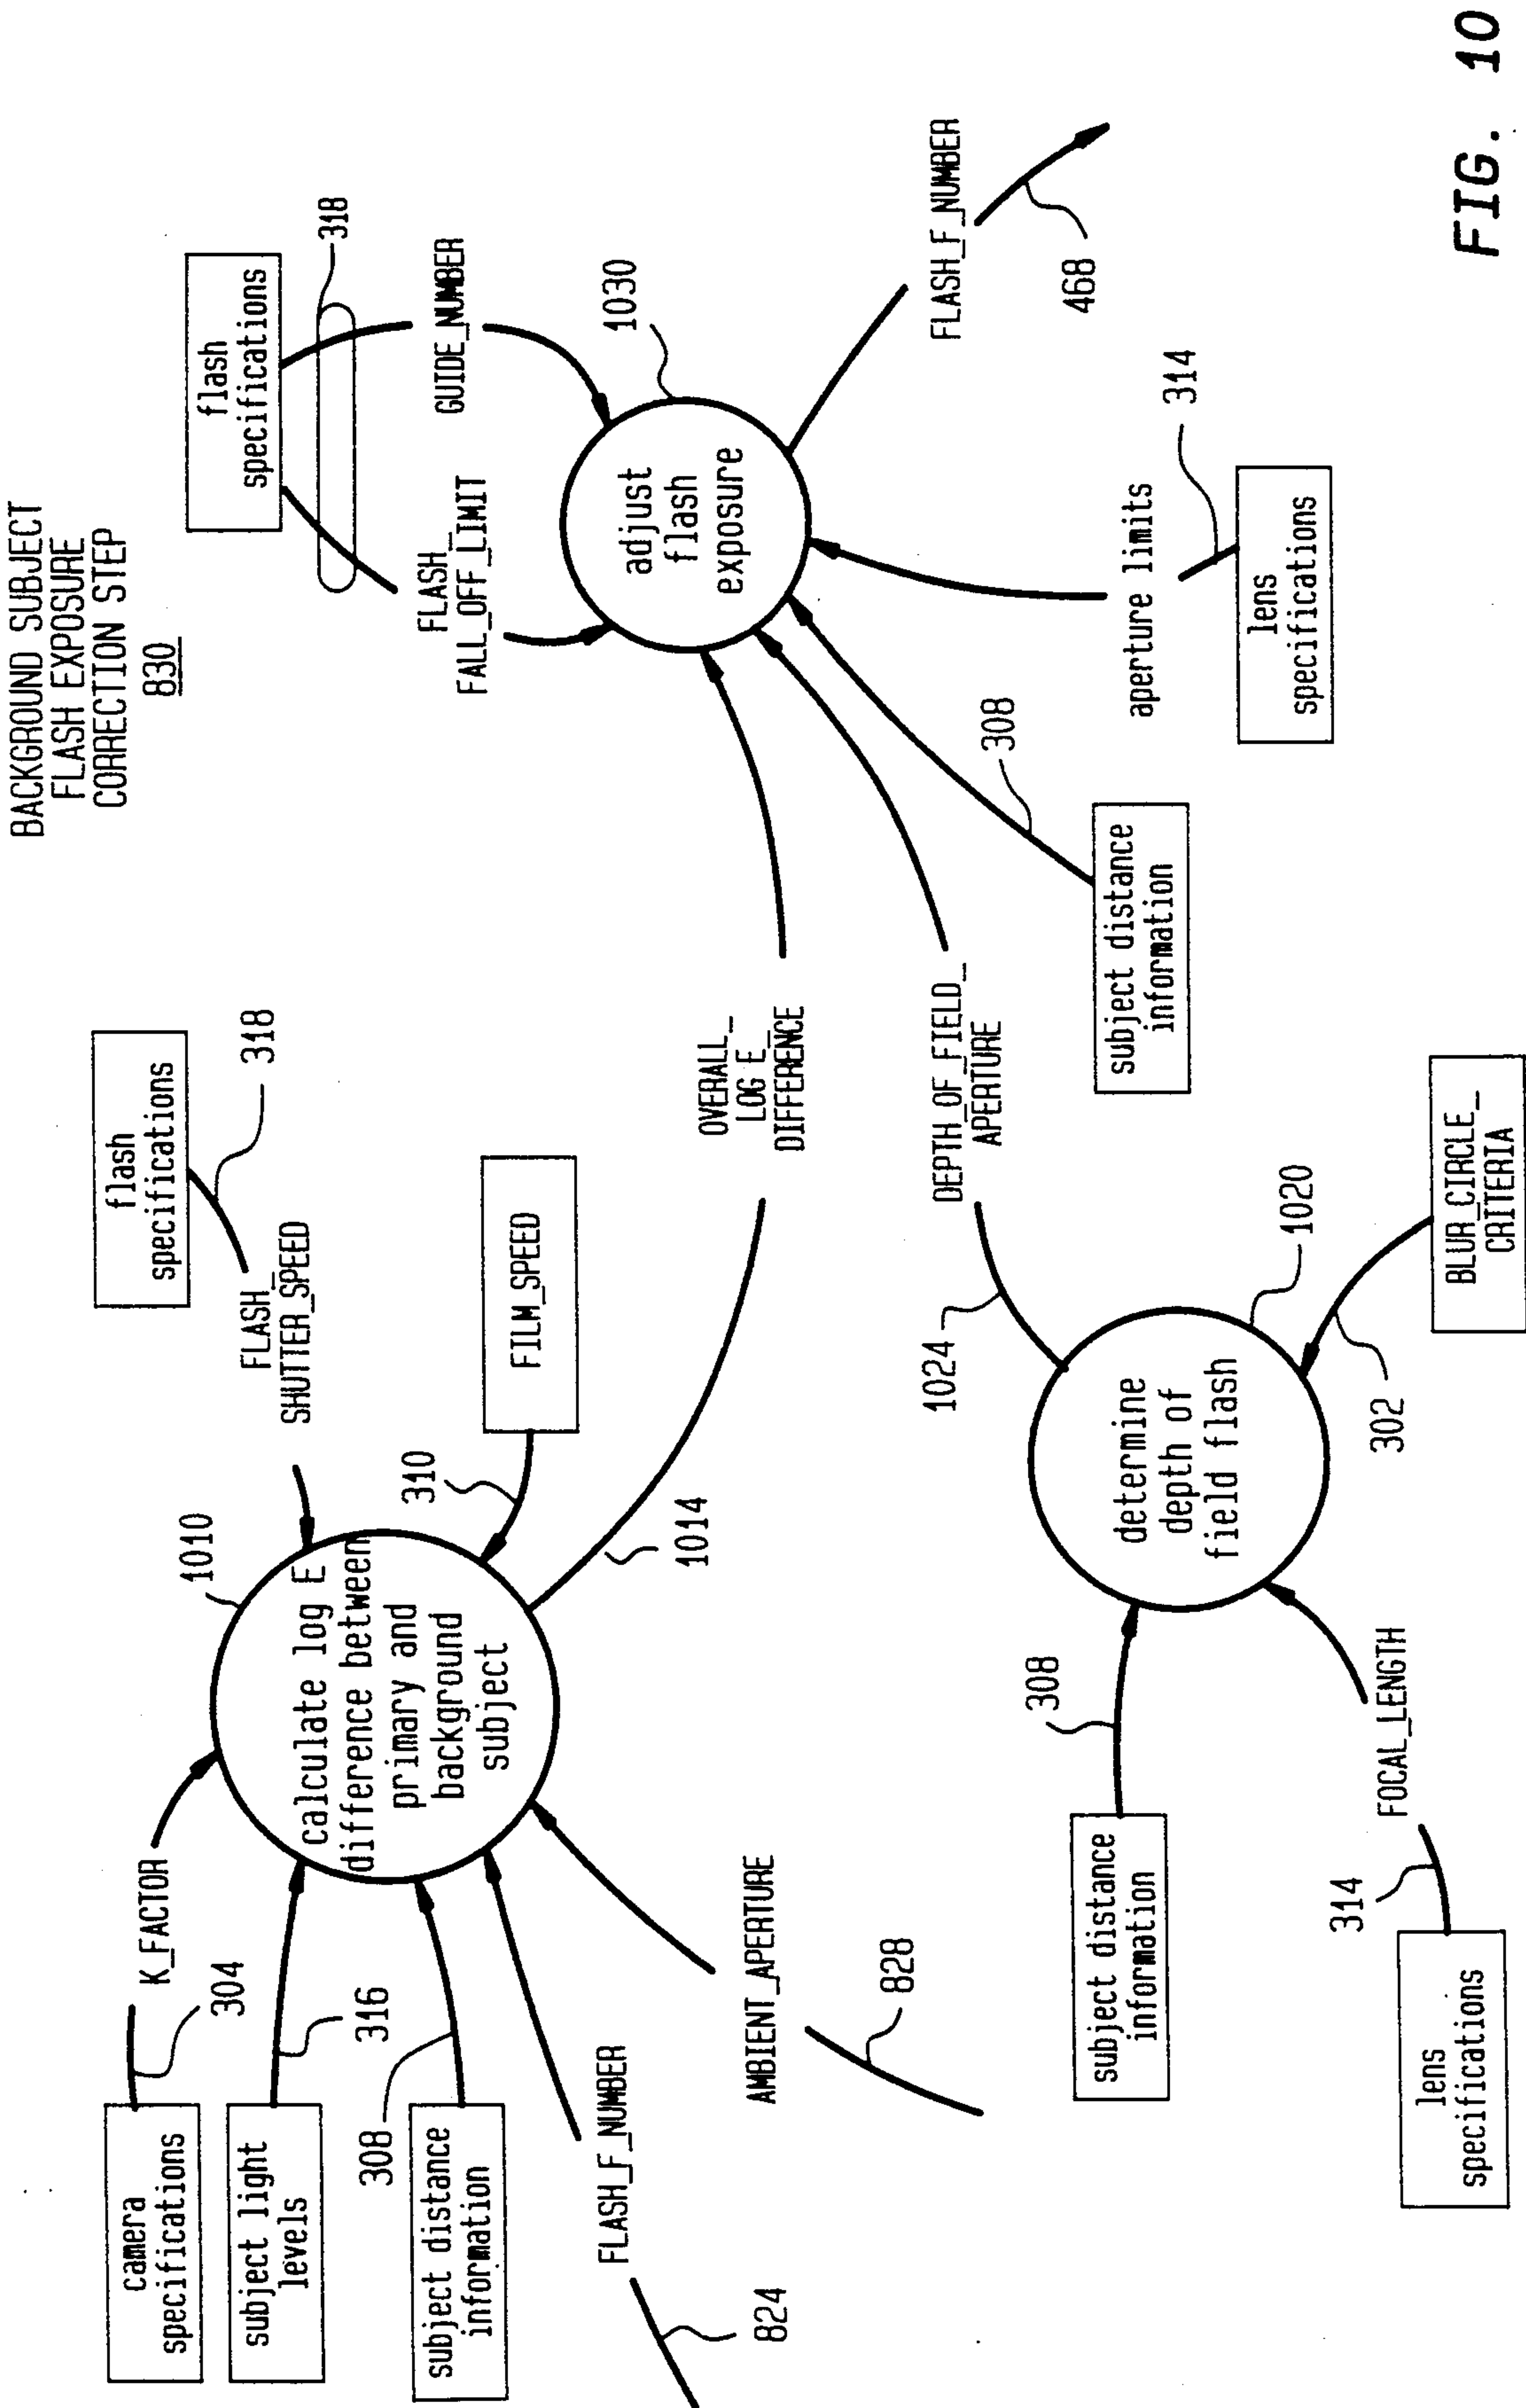 BACKGROUND SUBJECT
FLASH EXPOSURE
CORRECTION STEP
830
camera
specifications
304
K_FACTOR
subject light
levels
316
subject distance
information
308
FLASH_F_NUMBER
824
AMBIENT_APERTURE
828
1010
calculate log E
difference between
primary and
background
subject
flash
specifications
318
FLASH_
SHUTTER_SPEED
FILM_SPEED
310
1014
OVERALL_
LOG E_
DIFFERENCE
flash
specifications
318
FLASH_
FALL_OFF_LIMIT
GUIDE_NUMBER
adjust
flash
exposure
1030
FLASH_F_NUMBER
468
aperture limits
314
lens
specifications
308
subject distance
information
DEPTH_OF_FIELD_
APERTURE
1024
determine
depth of
field flash
1020
302
BLUR_CIRCLE_
CRITERIA
subject distance
information
308
FOCAL_LENGTH
314
lens
specifications
FIG. 10